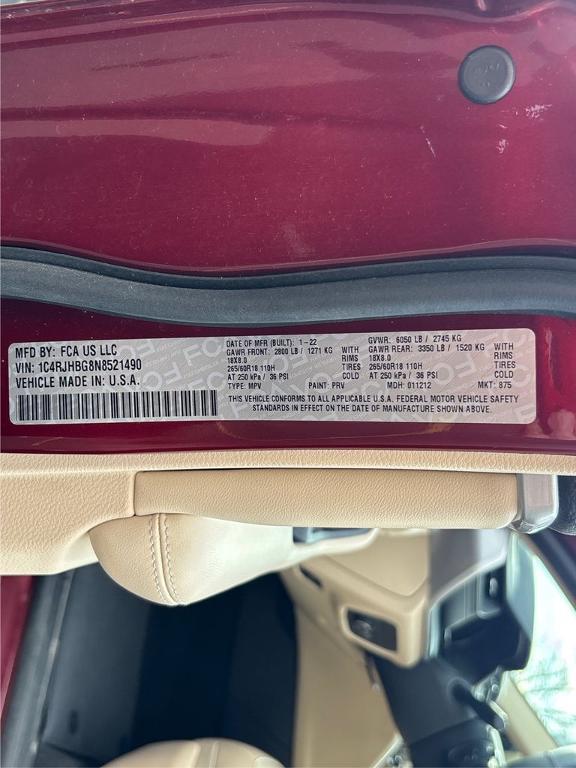 MFD BY: FCA US LLC
VIN: 1C4RJHBG8N8521490
VEHICLE MADE IN U.S.A.
DATE OF MFR (BUILT): 1-22
GVWR: 6050 LB / 2745 KG
GAWR FRONT: 2800 LB / 1271 KG
GAWR REAR: 3350 LB / 1520 KG
18X8.0 RIMS 18X8.0 RIMS
265/60R18 110H TIRES 265/60R18 110H TIRES
AT 250 kPa / 36 PSI COLD AT 250 kPa / 36 PSI COLD
TYPE: MPV PAINT: PRV MDH: 011212 MKT: 875
THIS VEHICLE CONFORMS TO ALL APPLICABLE U.S.A. FEDERAL MOTOR VEHICLE SAFETY
STANDARDS IN EFFECT ON THE DATE OF MANUFACTURE SHOWN ABOVE.